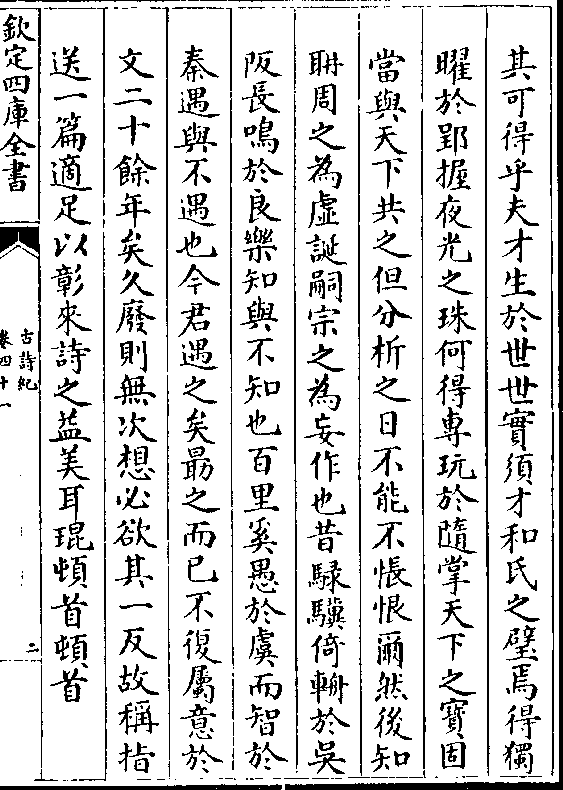 其可得乎夫才生於世世實須才和氏之璧焉得獨
曜於郢握夜光之珠何得專玩於隨掌天下之寳固
當與天下共之但分析之日不能不悵恨爾然後知
聃周之為虛誕嗣宗之為妄作也昔騄驥倚輈於吳
阪長鳴於良樂知與不知也百里奚愚於虞而智於
秦遇與不遇也今君遇之矣勗之而已不復屬意於
文二十餘年矣久廢則無次想必欲其一反故稱指
送一篇適足以彰來詩之益美耳琨頓首頓首
欽定四庫全書
古詩紀
卷四十一
二